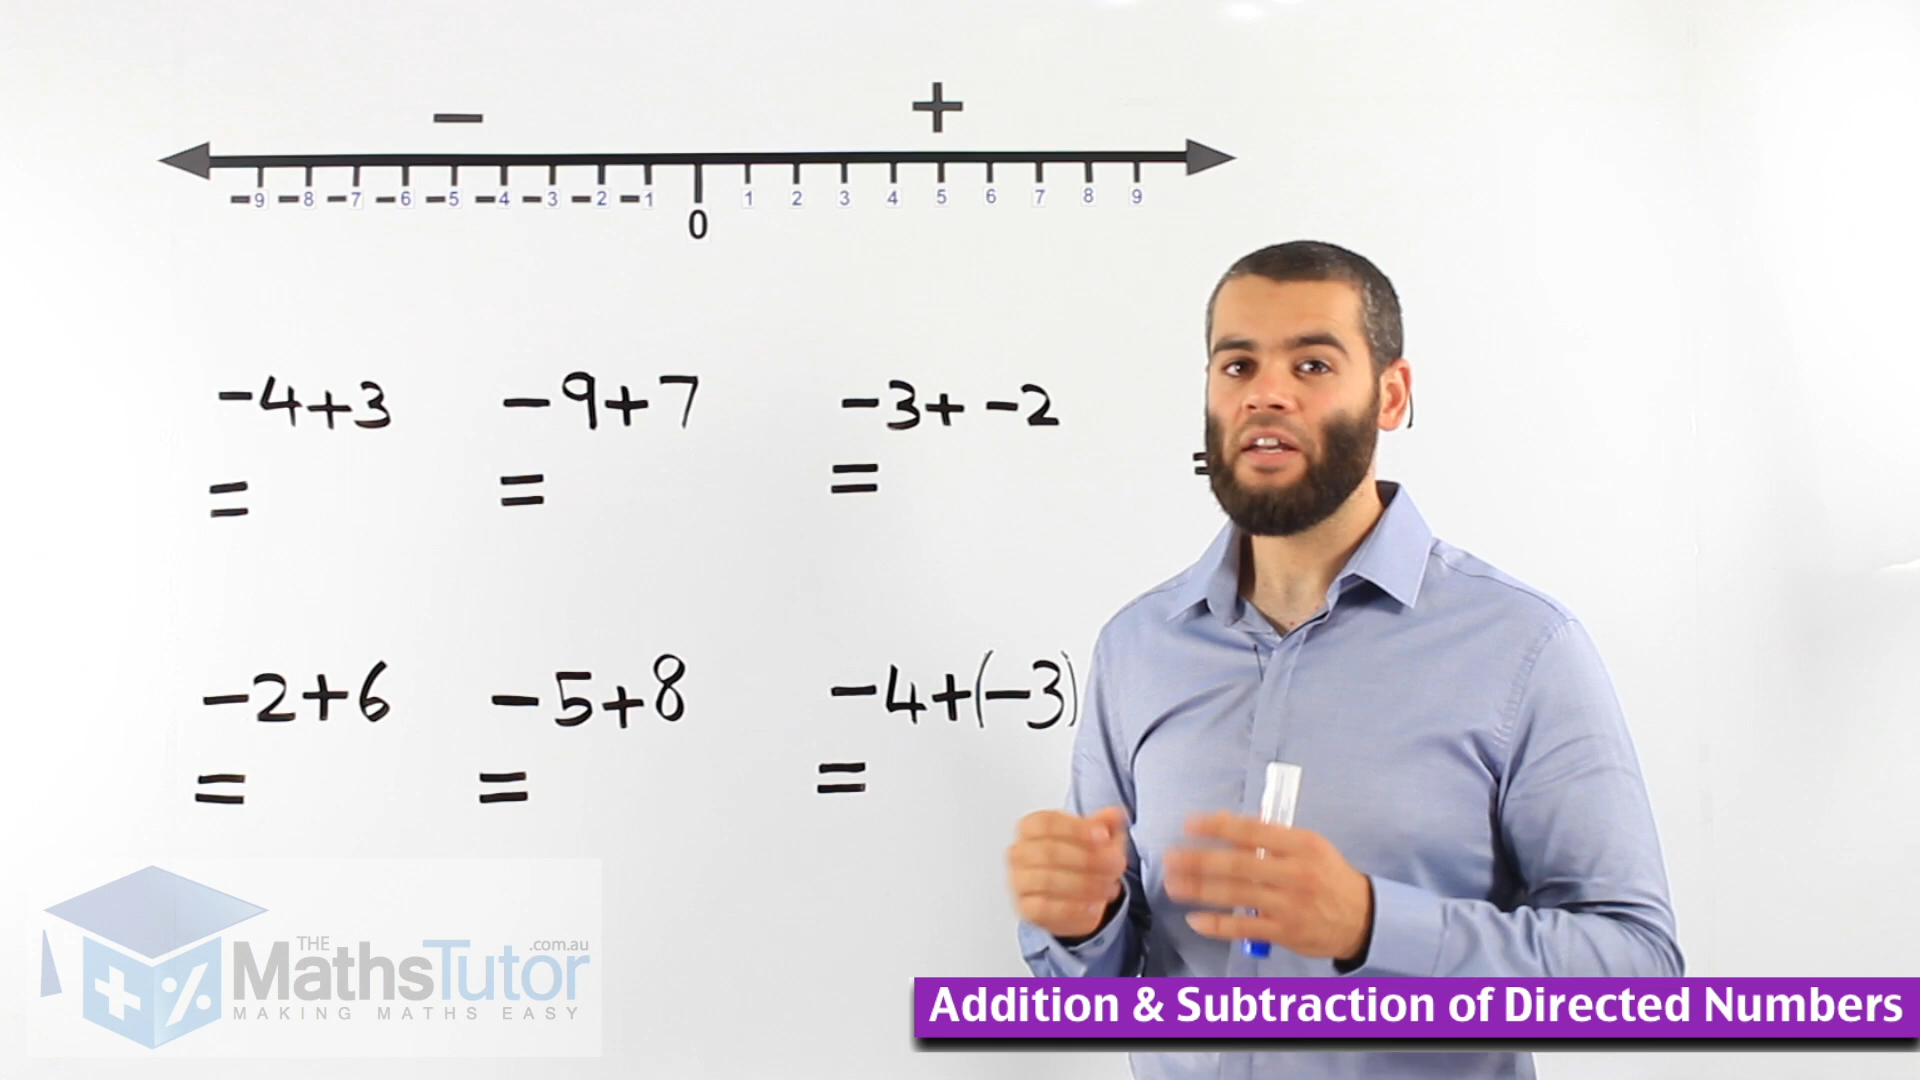 − +
−9 −8 −7 −6 −5 −4 −3 −2 −1 0 1 2 3 4 5 6 7 8 9
-4+3 -9+7 -3+ -2
= = = =
-2+6 -5+8 -4+(-3)
= = =
THE MathsTutor .com.au
MAKING MATHS EASY
Addition & Subtraction of Directed Numbers